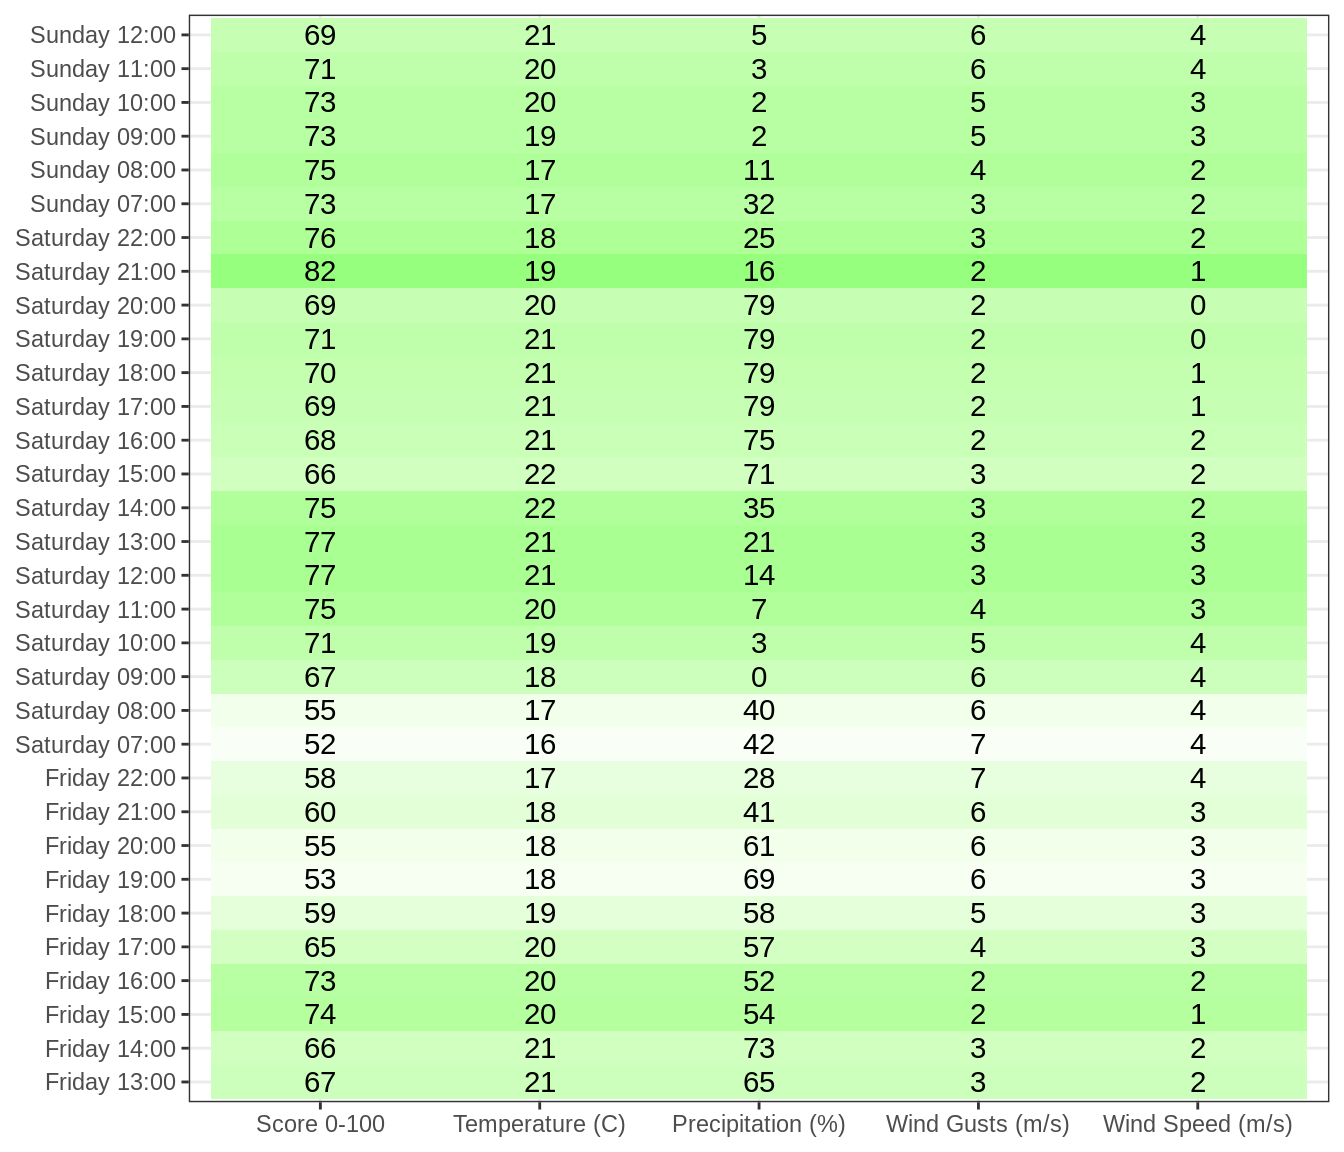 Sunday 12:00 69 21 5 6 4
Sunday 11:00 71 20 3 6 4
Sunday 10:00 73 20 2 5 3
Sunday 09:00 73 19 2 5 3
Sunday 08:00 75 17 11 4 2
Sunday 07:00 73 17 32 3 2
Saturday 22:00 76 18 25 3 2
Saturday 21:00 82 19 16 2 1
Saturday 20:00 69 20 79 2 0
Saturday 19:00 71 21 79 2 0
Saturday 18:00 70 21 79 2 1
Saturday 17:00 69 21 79 2 1
Saturday 16:00 68 21 75 2 2
Saturday 15:00 66 22 71 3 2
Saturday 14:00 75 22 35 3 2
Saturday 13:00 77 21 21 3 3
Saturday 12:00 77 21 14 3 3
Saturday 11:00 75 20 7 4 3
Saturday 10:00 71 19 3 5 4
Saturday 09:00 67 18 0 6 4
Saturday 08:00 55 17 40 6 4
Saturday 07:00 52 16 42 7 4
Friday 22:00 58 17 28 7 4
Friday 21:00 60 18 41 6 3
Friday 20:00 55 18 61 6 3
Friday 19:00 53 18 69 6 3
Friday 18:00 59 19 58 5 3
Friday 17:00 65 20 57 4 3
Friday 16:00 73 20 52 2 2
Friday 15:00 74 20 54 2 1
Friday 14:00 66 21 73 3 2
Friday 13:00 67 21 65 3 2
Score 0-100 Temperature (C) Precipitation (%) Wind Gusts (m/s) Wind Speed (m/s)